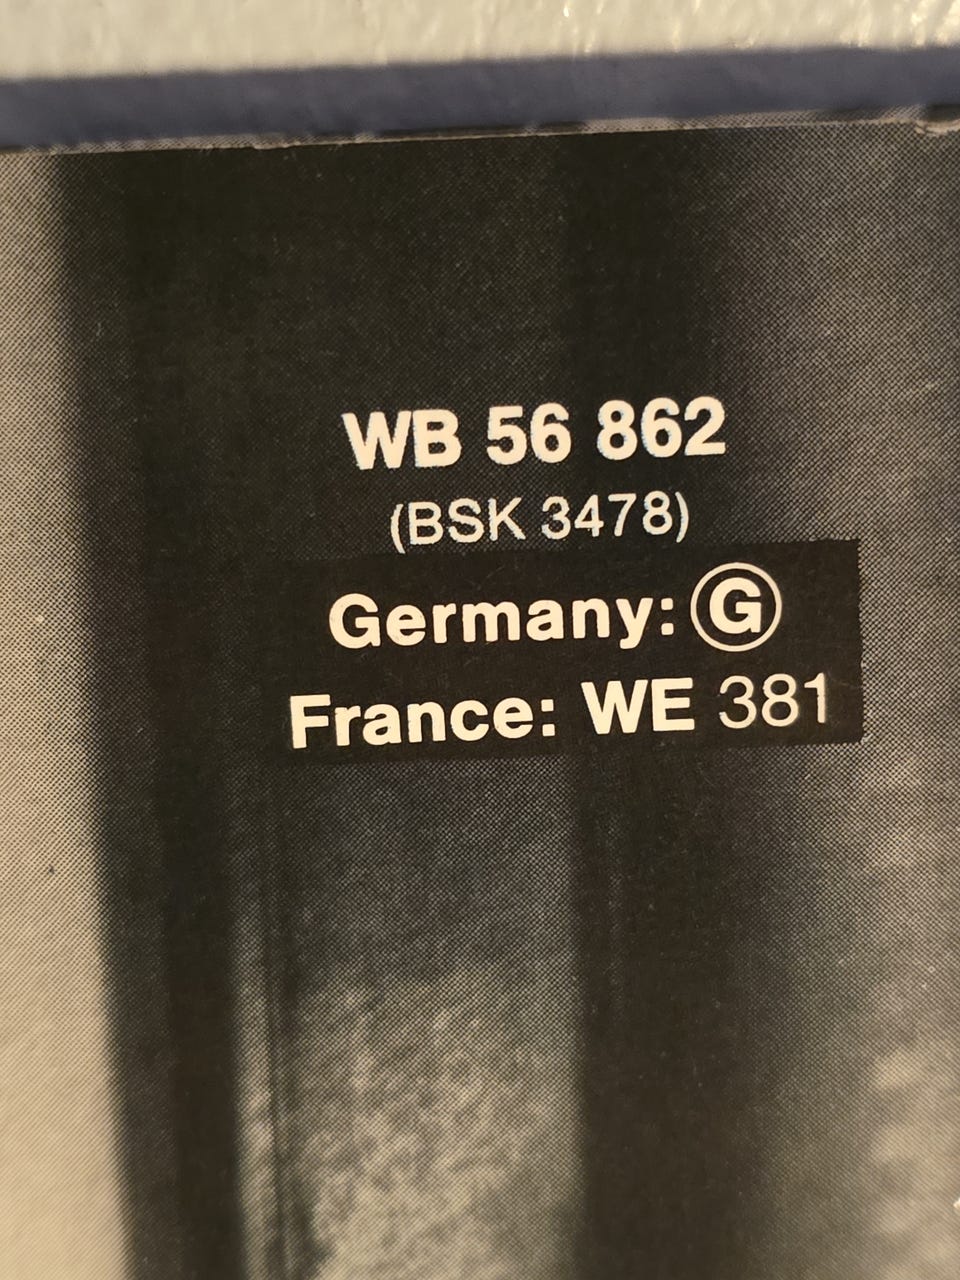 WB 56 862
(BSK 3478)
Germany: Ⓖ
France: WE 381